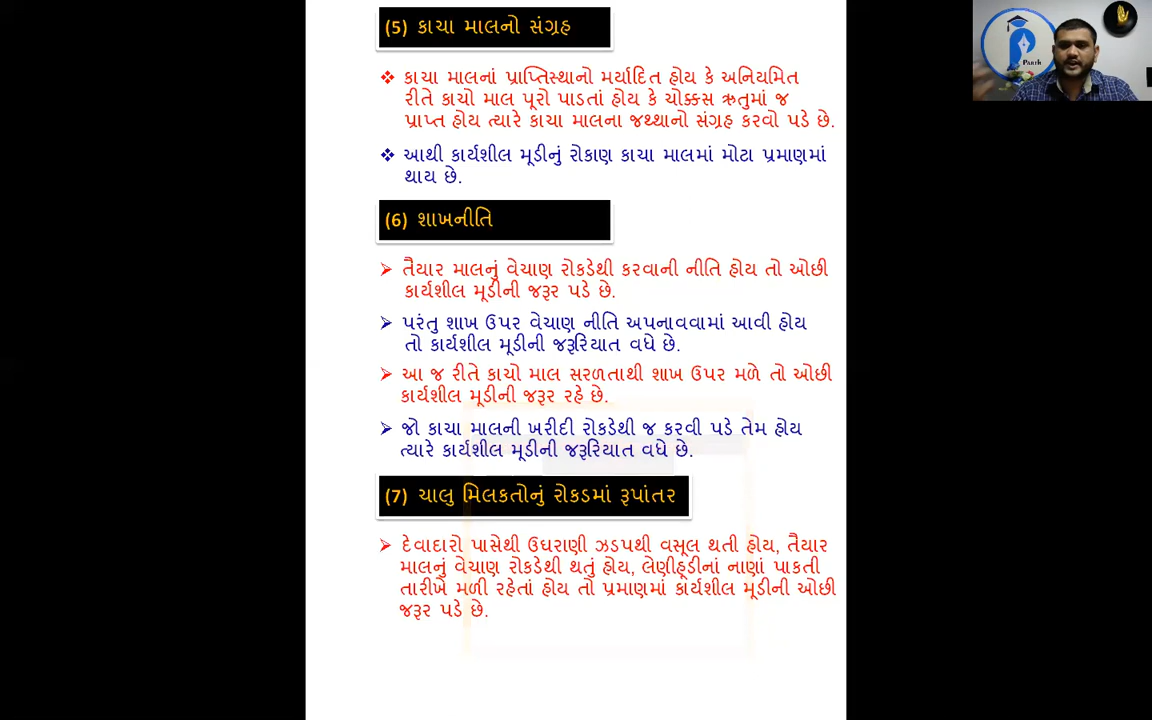 (5) કાચા માલનો સંગ્રહ
❖ કાચા માલનાં પ્રાપ્તિસ્થાનો મર્યાદિત હોય કે અનિયમિત
રીતે કાચો માલ પૂરો પાડતાં હોય કે ચોક્ક્સ ઋતુમાં જ
પ્રાપ્ત હોય ત્યારે કાચા માલના જથ્થાનો સંગ્રહ કરવો પડે છે.
❖ આથી કાર્યશીલ મૂડીનું રોકાણ કાચા માલમાં મોટા પ્રમાણમાં
થાય છે.
(6) શાખનીતિ
➢ તૈયાર માલનું વેચાણ રોકડેથી કરવાની નીતિ હોય તો ઓછી
કાર્યશીલ મૂડીની જરૂર પડે છે.
➢ પરંતુ શાખ ઉપર વેચાણ નીતિ અપનાવવામાં આવી હોય
તો કાર્યશીલ મૂડીની જરૂરિયાત વધે છે.
➢ આ જ રીતે કાચો માલ સરળતાથી શાખ ઉપર મળે તો ઓછી
કાર્યશીલ મૂડીની જરૂર રહે છે.
➢ જો કાચા માલની ખરીદી રોકડેથી જ કરવી પડે તેમ હોય
ત્યારે કાર્યશીલ મૂડીની જરૂરિયાત વધે છે.
(7) ચાલુ મિલકતોનું રોકડમાં રૂપાંતર
➢ દેવાદારો પાસેથી ઉઘરાણી ઝડપથી વસૂલ થતી હોય, તૈયાર
માલનું વેચાણ રોકડેથી થતું હોય, લેણીહૂડીનાં નાણાં પાકતી
તારીખે મળી રહેતાં હોય તો પ્રમાણમાં કાર્યશીલ મૂડીની ઓછી
જરૂર પડે છે.